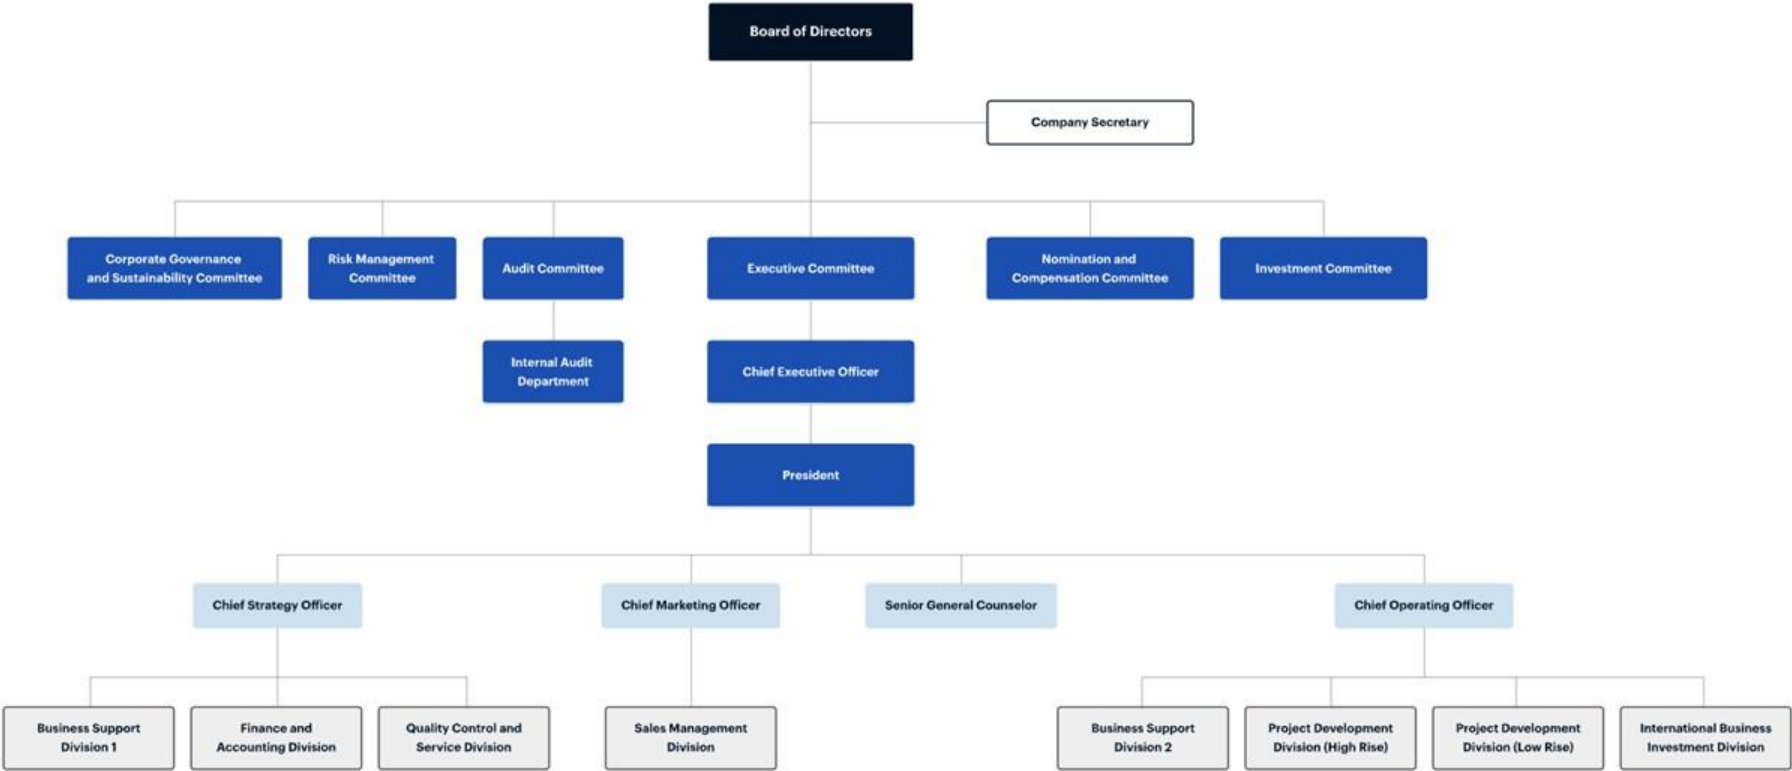 Board of Directors
Company Secretary
Corporate Governance
and Sustainability Committee
Risk Management
Committee
Audit Committee
Executive Committee
Nomination and
Compensation Committee
Investment Committee
Internal Audit
Department
Chief Executive Officer
President
Chief Strategy Officer
Chief Marketing Officer
Senior General Counselor
Chief Operating Officer
Business Support
Division 1
Finance and
Accounting Division
Quality Control and
Service Division
Sales Management
Division
Business Support
Division 2
Project Development
Division (High Rise)
Project Development
Division (Low Rise)
International Business
Investment Division